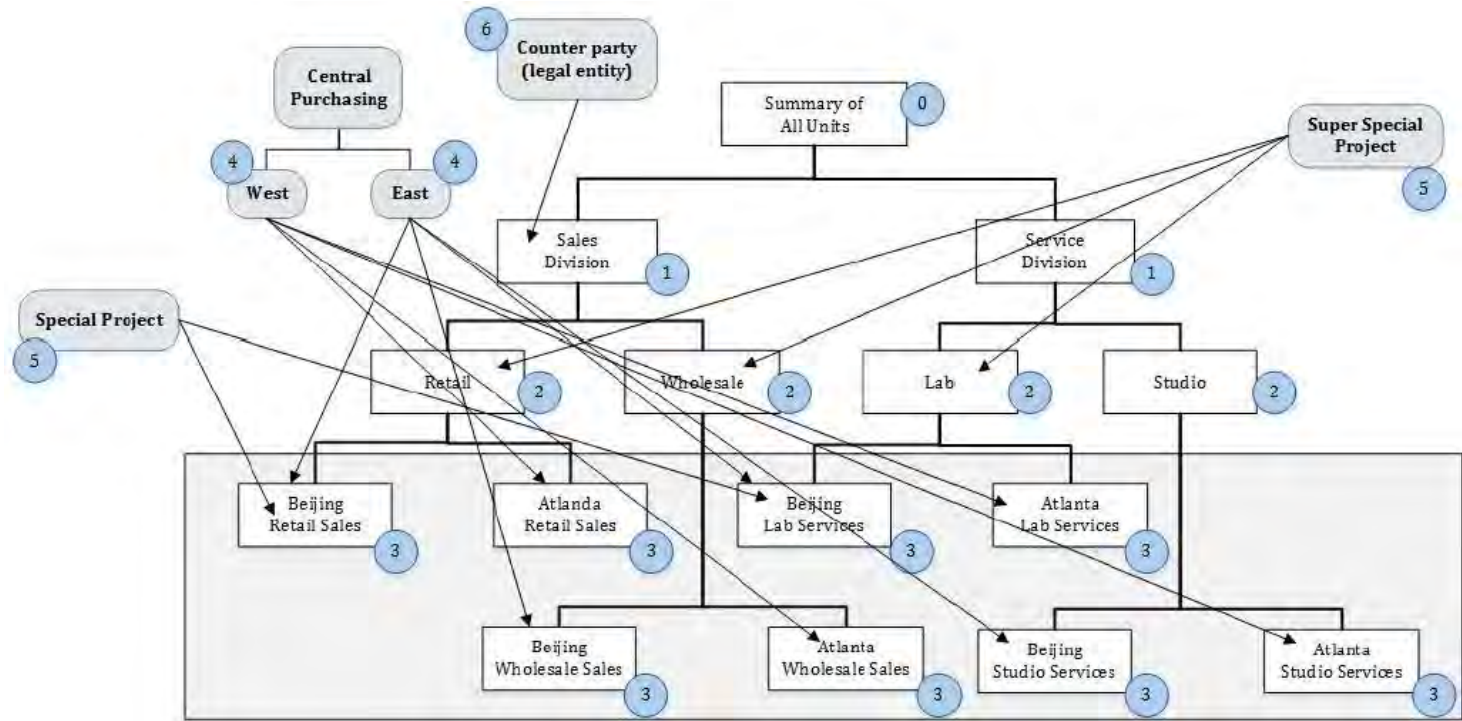 6
Counter party
(legal entity)
Central
Purchasing
Summary of
All Units
0
Super Special
Project
5
4
West
East
4
Sales
Division
1
Service
Division
1
Special Project
5
Retail
2
Wholesale
2
Lab
2
Studio
2
Beijing
Retail Sales
3
Atlanda
Retail Sales
3
Beijing
Lab Services
3
Atlanta
Lab Services
3
Beijing
Wholesale Sales
3
Atlanta
Wholesale Sales
3
Beijing
Studio Services
3
Atlanta
Studio Services
3